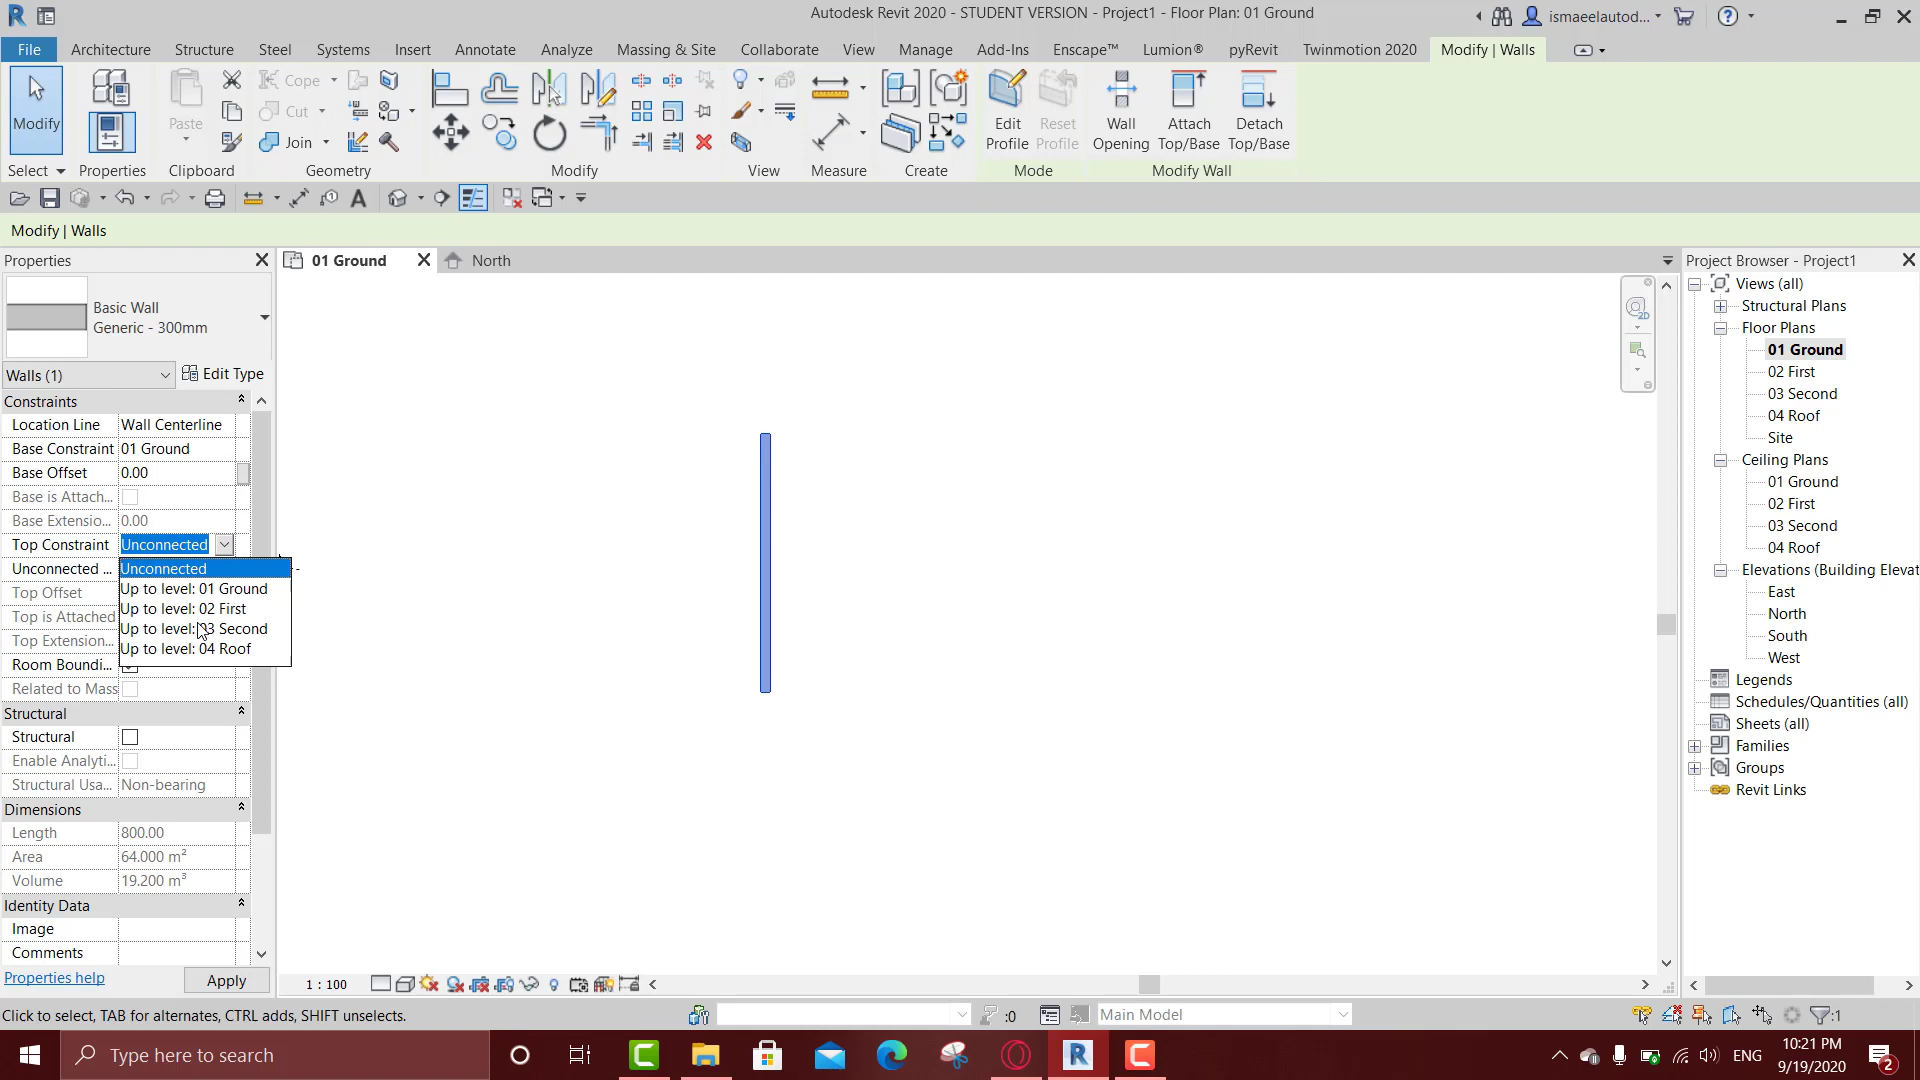 Autodesk Revit 2020 - STUDENT VERSION - Project1 - Floor Plan: 01 Ground
ismaeelautod...
File Architecture Structure Steel Systems Insert Annotate Analyze Massing & Site Collaborate View Manage Add-Ins Enscape™ Lumion® pyRevit Twinmotion 2020 Modify | Walls
Modify
Paste
Cope
Cut
Join
Edit Profile
Reset Profile
Wall Opening
Attach Top/Base
Detach Top/Base
Select Properties Clipboard Geometry Modify View Measure Create Mode Modify Wall
Modify | Walls
Properties
01 Ground
North
Project Browser - Project1
Basic Wall
Generic - 300mm
Walls (1)
Edit Type
Constraints
Location Line Wall Centerline
Base Constraint 01 Ground
Base Offset 0.00
Base is Attach...
Base Extensio... 0.00
Top Constraint Unconnected
Unconnected ...
Top Offset
Top is Attached
Top Extension...
Room Boundi...
Related to Mass
Unconnected
Up to level: 01 Ground
Up to level: 02 First
Up to level: 03 Second
Up to level: 04 Roof
Structural
Structural
Enable Analyti...
Structural Usa... Non-bearing
Dimensions
Length 800.00
Area 64.000 m²
Volume 19.200 m³
Identity Data
Image
Comments
Properties help
Apply
Views (all)
Structural Plans
Floor Plans
01 Ground
02 First
03 Second
04 Roof
Site
Ceiling Plans
01 Ground
02 First
03 Second
04 Roof
Elevations (Building Elevat
East
North
South
West
Legends
Schedules/Quantities (all)
Sheets (all)
Families
Groups
Revit Links
2D
1 : 100
Click to select, TAB for alternates, CTRL adds, SHIFT unselects.
:0
Main Model
:1
Type here to search
ENG
10:21 PM
9/19/2020
2